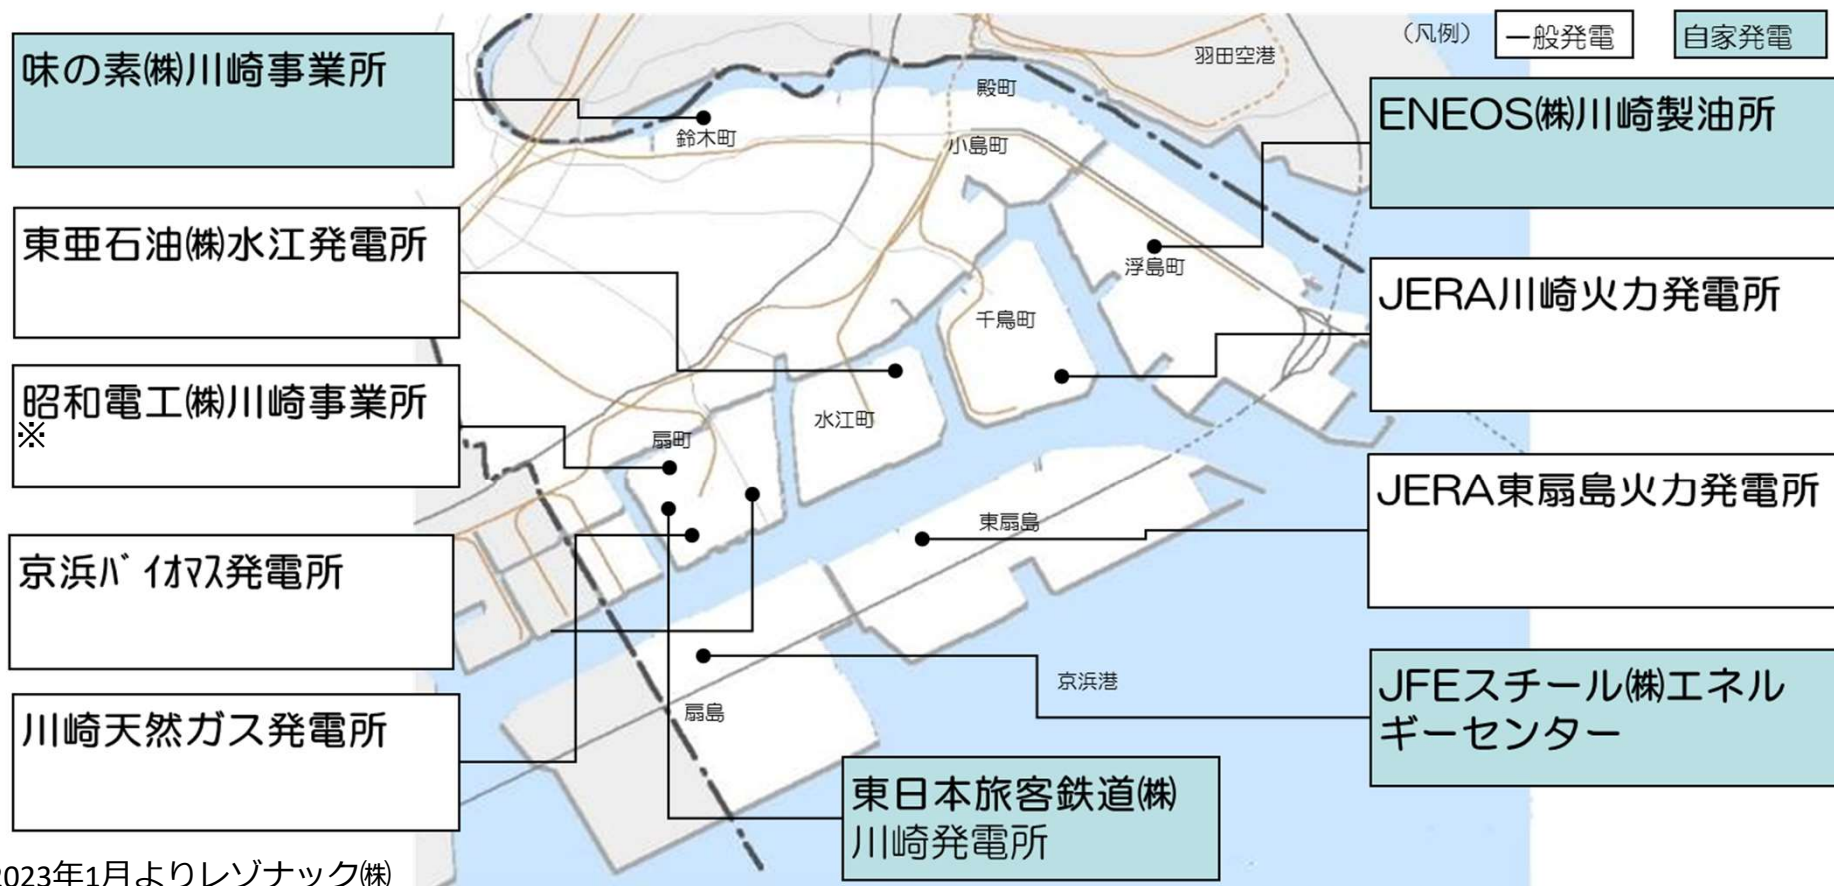 （凡例）
一般発電
自家発電
味の素㈱川崎事業所
羽田空港
殿町
ENEOS㈱川崎製油所
鈴木町
小島町
東亜石油㈱水江発電所
浮島町
JERA川崎火力発電所
千鳥町
昭和電工㈱川崎事業所
※
水江町
扇町
JERA東扇島火力発電所
東扇島
京浜ﾊﾞｲｵﾏｽ発電所
京浜港
JFEスチール㈱エネル
ギーセンター
扇島
川崎天然ガス発電所
東日本旅客鉄道㈱
川崎発電所
2023年1月よりレゾナック㈱